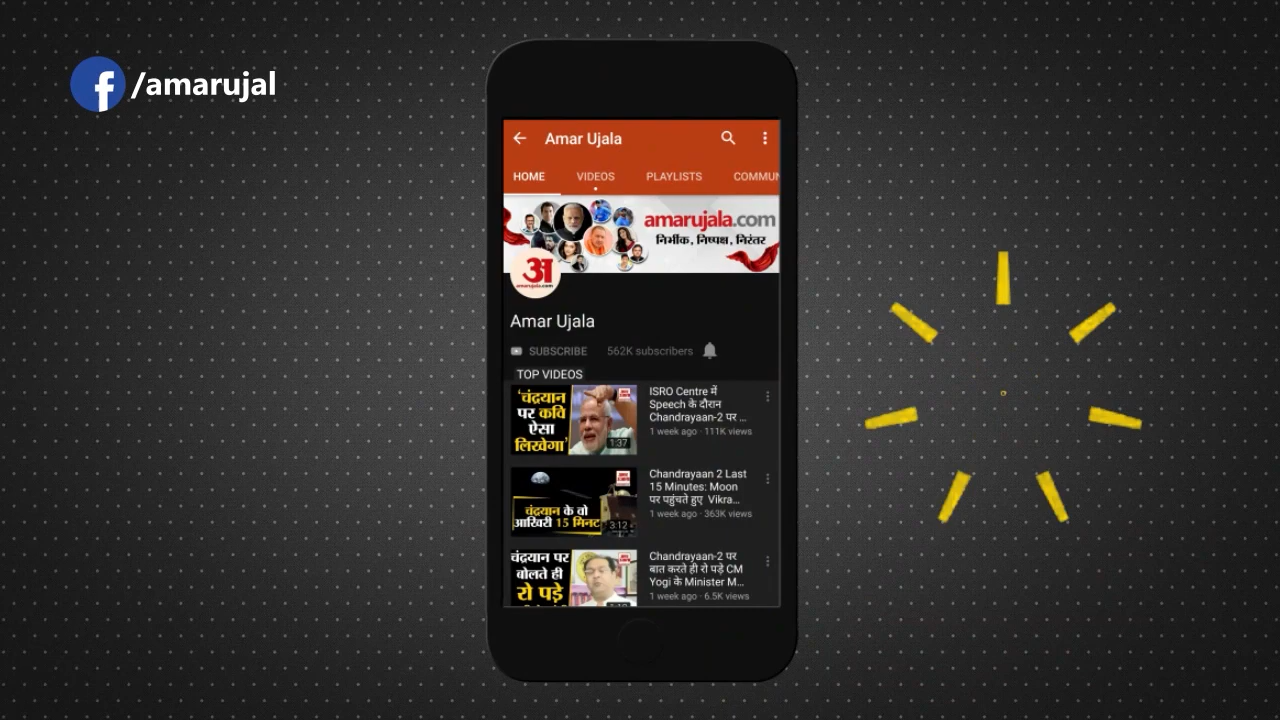 /amarujal
Amar Ujala
HOME VIDEOS PLAYLISTS COMMUN
amarujala.com
निर्भीक, निष्पक्ष, निरंतर
अ
amarujala.com
Amar Ujala
SUBSCRIBE 562K subscribers
TOP VIDEOS
'चंद्रयान
पर कवि
ऐसा
लिखेगा'
1:37
ISRO Centre में
Speech के दौरान
Chandrayaan-2 पर ...
1 week ago · 111K views
चंद्रयान के वो
आखिरी 15 मिनट
3:12
Chandrayaan 2 Last
15 Minutes: Moon
पर पहुंचते हुए Vikra...
1 week ago · 363K views
चंद्रयान पर
बोलते ही
रो पड़े
Chandrayaan-2 पर
बात करते ही रो पड़े CM
Yogi के Minister M...
1 week ago · 6.5K views